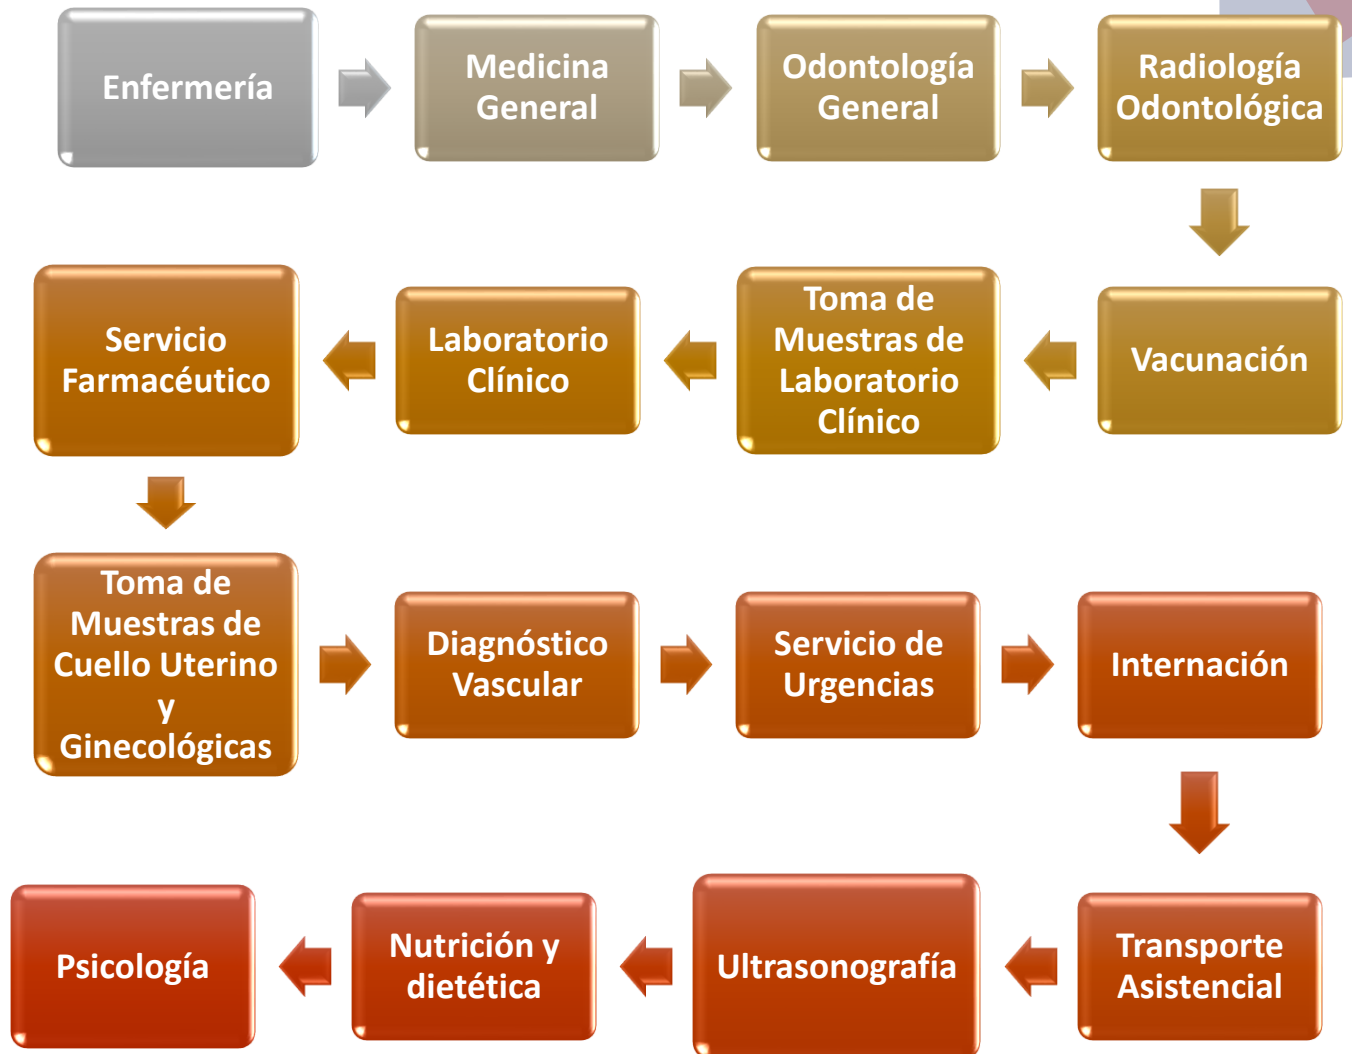 Enfermería
Medicina
General
Odontología
General
Radiología
Odontológica
Vacunación
Toma de
Muestras de
Laboratorio
Clínico
Laboratorio
Clínico
Servicio
Farmacéutico
Toma de
Muestras de
Cuello Uterino
y
Ginecológicas
Diagnóstico
Vascular
Servicio de
Urgencias
Internación
Transporte
Asistencial
Ultrasonografía
Nutrición y
dietética
Psicología